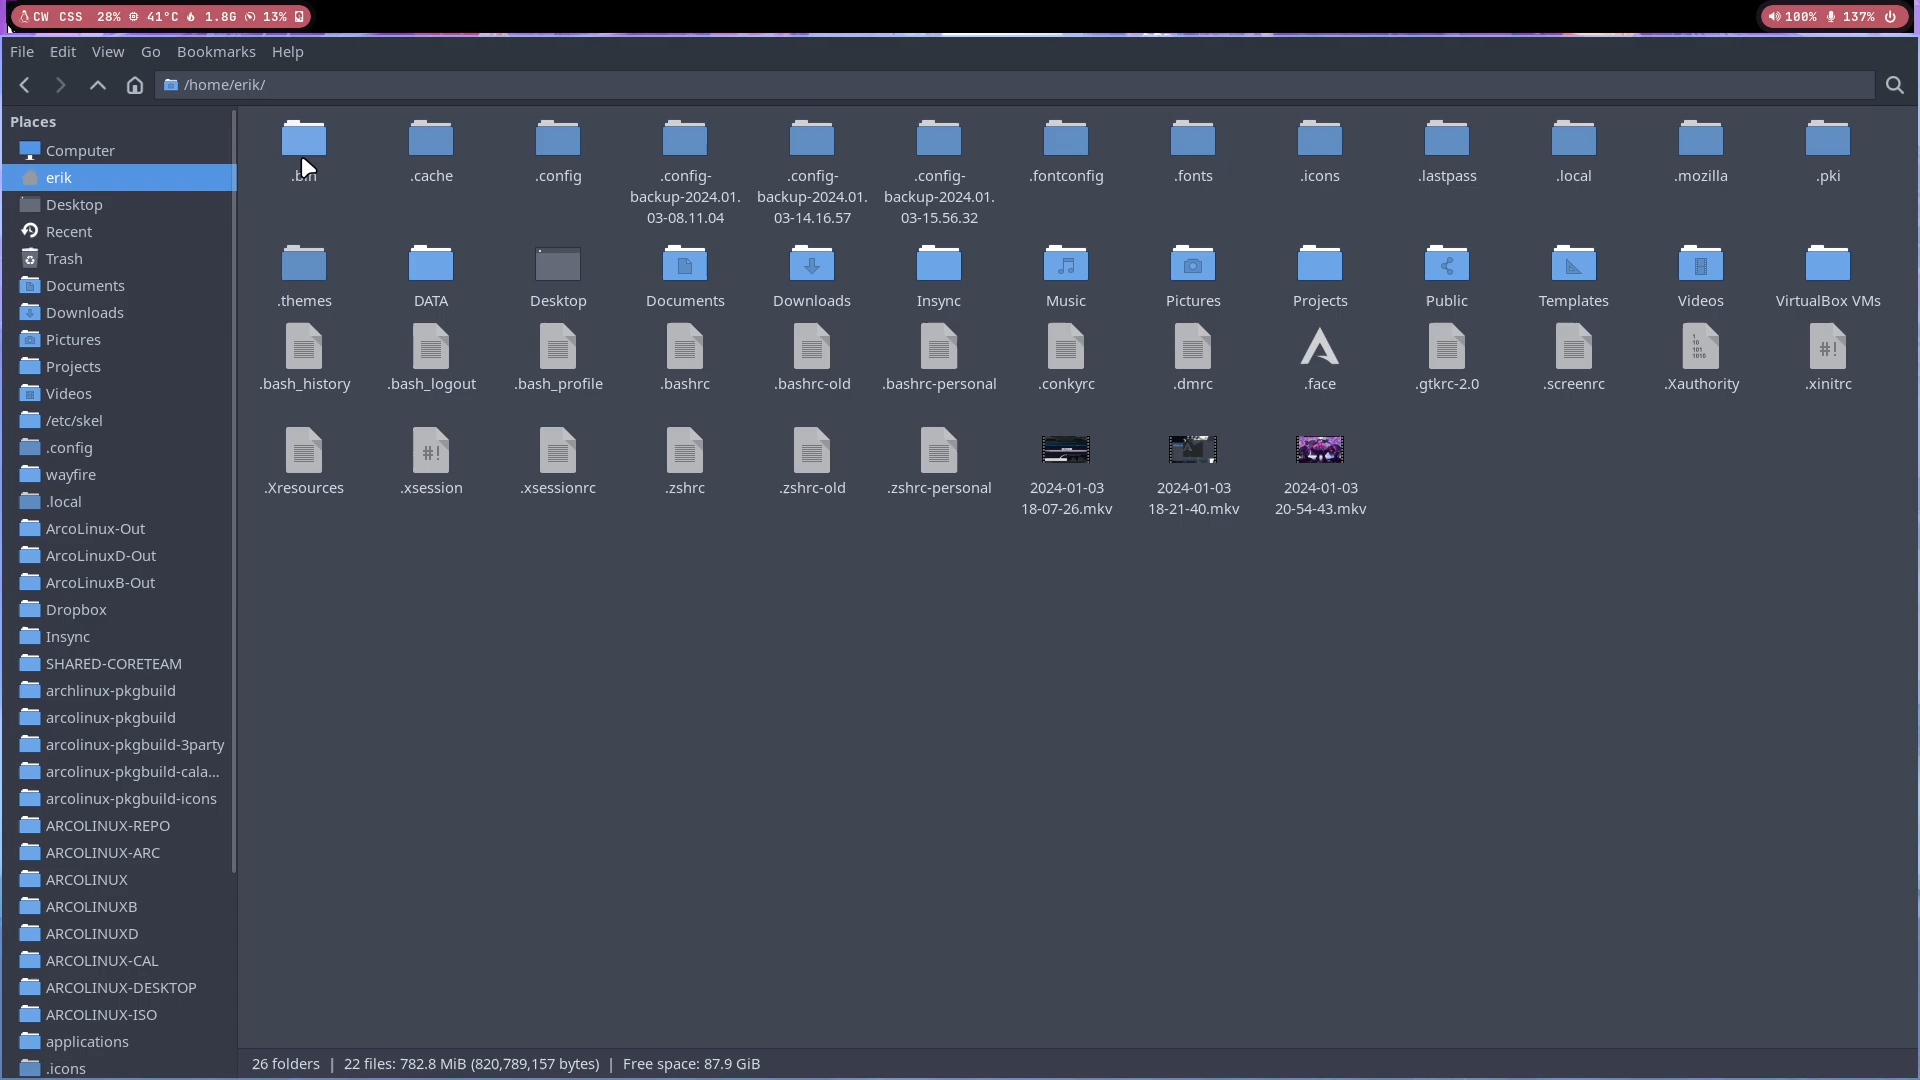 CW CSS 28% 41°C 1.8G 13%
100% 137%
File Edit View Go Bookmarks Help
/home/erik/
Places
Computer
erik
Desktop
Recent
Trash
Documents
Downloads
Pictures
Projects
Videos
/etc/skel
.config
wayfire
.local
ArcoLinux-Out
ArcoLinuxD-Out
ArcoLinuxB-Out
Dropbox
Insync
SHARED-CORETEAM
archlinux-pkgbuild
arcolinux-pkgbuild
arcolinux-pkgbuild-3party
arcolinux-pkgbuild-cala...
arcolinux-pkgbuild-icons
ARCOLINUX-REPO
ARCOLINUX-ARC
ARCOLINUX
ARCOLINUXB
ARCOLINUXD
ARCOLINUX-CAL
ARCOLINUX-DESKTOP
ARCOLINUX-ISO
applications
.icons
.bin
.cache
.config
.config-
backup-2024.01.
03-08.11.04
.config-
backup-2024.01.
03-14.16.57
.config-
backup-2024.01.
03-15.56.32
.fontconfig
.fonts
.icons
.lastpass
.local
.mozilla
.pki
.themes
DATA
Desktop
Documents
Downloads
Insync
Music
Pictures
Projects
Public
Templates
Videos
VirtualBox VMs
.bash_history
.bash_logout
.bash_profile
.bashrc
.bashrc-old
.bashrc-personal
.conkyrc
.dmrc
.face
.gtkrc-2.0
.screenrc
1
10
101
1010
.Xauthority
#!
.xinitrc
.Xresources
#!
.xsession
.xsessionrc
.zshrc
.zshrc-old
.zshrc-personal
2024-01-03
18-07-26.mkv
2024-01-03
18-21-40.mkv
2024-01-03
20-54-43.mkv
26 folders | 22 files: 782.8 MiB (820,789,157 bytes) | Free space: 87.9 GiB